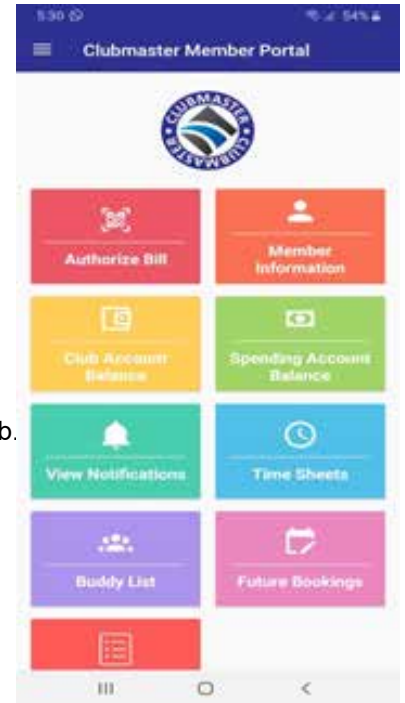 5:30 54%
Clubmaster Member Portal
CLUBMASTER
CLUBMASTER
Authorize Bill
Member
Information
Club Account
Balance
Spending Account
Balance
b.
View Notifications
Time Sheets
Buddy List
Future Bookings